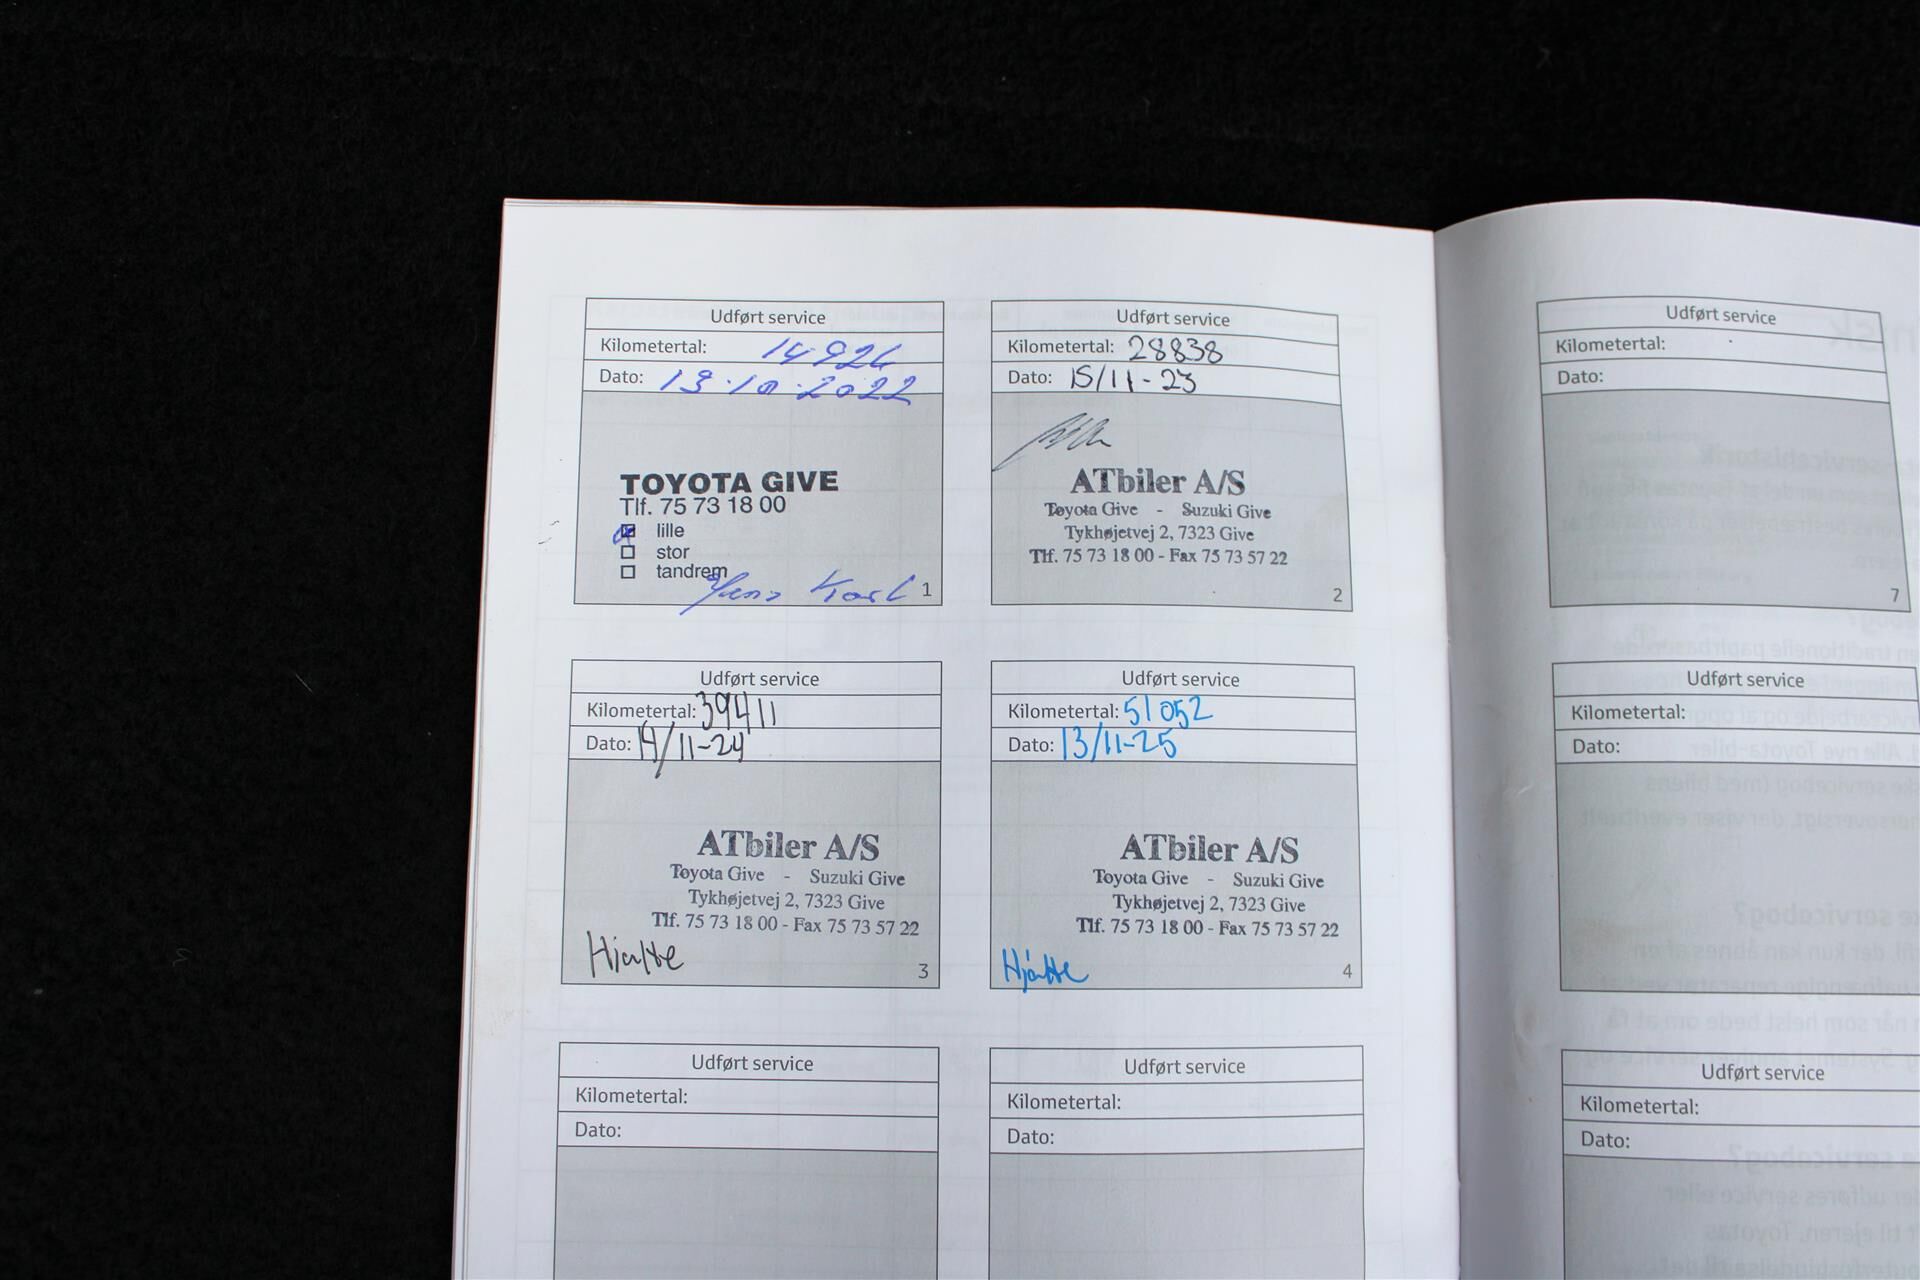 Udført service
Kilometertal: 14924
Dato: 13.10.2022
TOYOTA GIVE
Tlf. 75 73 18 00
lille
stor
tandrem
Jens Karl
1
Udført service
Kilometertal: 28838
Dato: 15/11-23
ATbiler A/S
Toyota Give - Suzuki Give
Tykhøjetvej 2, 7323 Give
Tlf. 75 73 18 00 - Fax 75 73 57 22
2
Udført service
Kilometertal: 39411
Dato: 14/11-24
ATbiler A/S
Toyota Give - Suzuki Give
Tykhøjetvej 2, 7323 Give
Tlf. 75 73 18 00 - Fax 75 73 57 22
Hjalte
3
Udført service
Kilometertal: 51052
Dato: 13/11-25
ATbiler A/S
Toyota Give - Suzuki Give
Tykhøjetvej 2, 7323 Give
Tlf. 75 73 18 00 - Fax 75 73 57 22
Hjalte
4
Udført service
Kilometertal:
Dato:
Udført service
Kilometertal:
Dato:
Udført service
Kilometertal:
Dato:
7
Udført service
Kilometertal:
Dato:
Udført service
Kilometertal:
Dato: